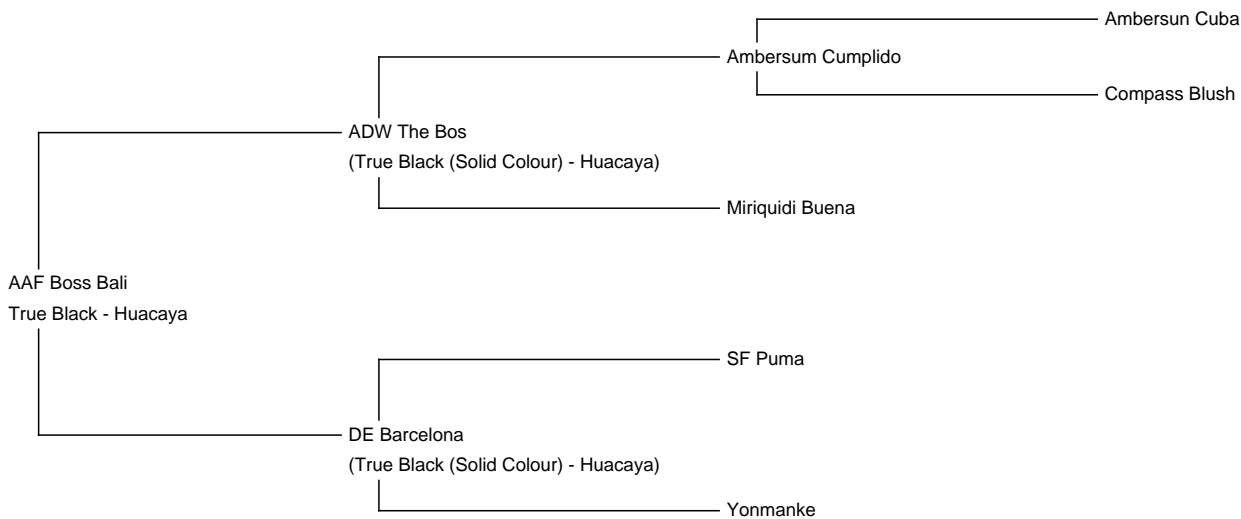 Ambersun Cuba
Ambersum Cumplido
Compass Blush
ADW The Bos
(True Black (Solid Colour) - Huacaya)
Miriquidi Buena
AAF Boss Bali
True Black - Huacaya
SF Puma
DE Barcelona
(True Black (Solid Colour) - Huacaya)
Yonmanke